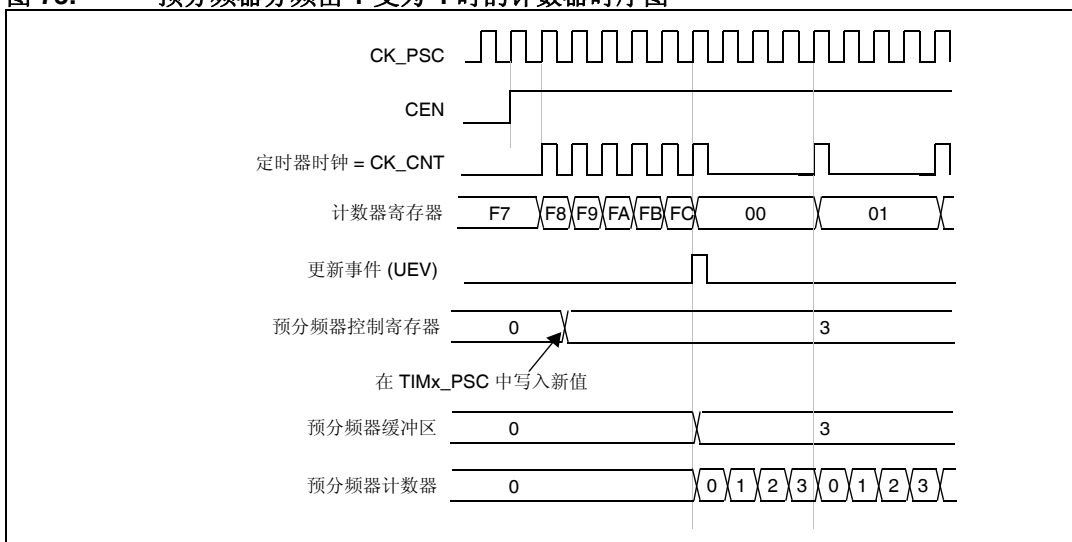 CK_PSC
CEN
定时器时钟 = CK_CNT
计数器寄存器 F7 F8 F9 FA FB FC 00 01
更新事件 (UEV)
预分频器控制寄存器 0 3
在 TIMx_PSC 中写入新值
预分频器缓冲区 0 3
预分频器计数器 0 0 1 2 3 0 1 2 3